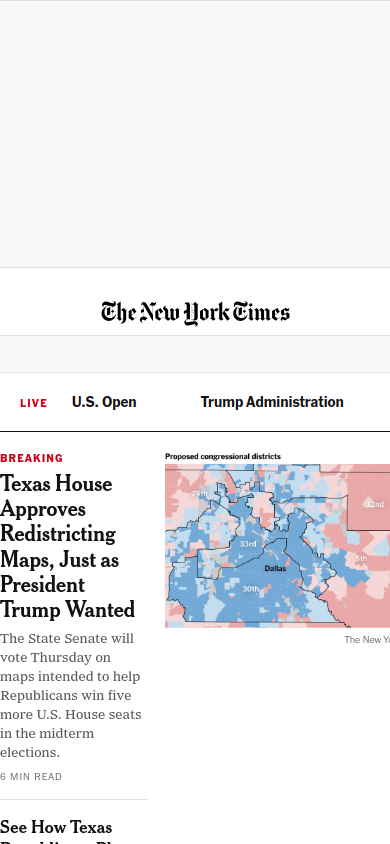 The New York Times
LIVE
U.S. Open
Trump Administration
BREAKING
Texas House
Approves
Redistricting
Maps, Just as
President
Trump Wanted
The State Senate will
vote Thursday on
maps intended to help
Republicans win five
more U.S. House seats
in the midterm
elections.
6 MIN READ
Proposed congressional districts
24th
32nd
33rd
5th
Dallas
30th
The New Yo
See How Texas